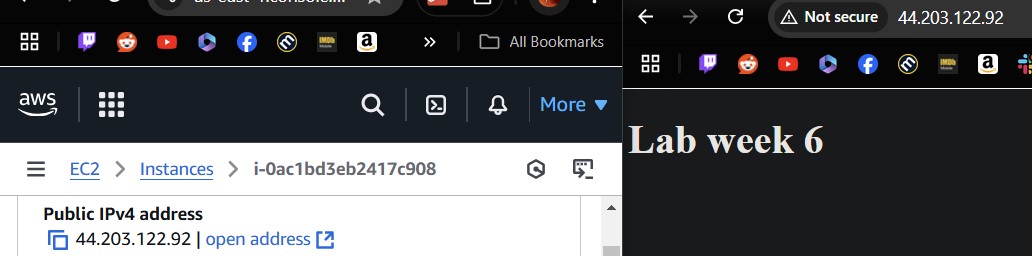 All Bookmarks
aws
More
EC2 > Instances > i-0ac1bd3eb2417c908
Public IPv4 address
44.203.122.92 | open address
Not secure 44.203.122.92
Lab week 6